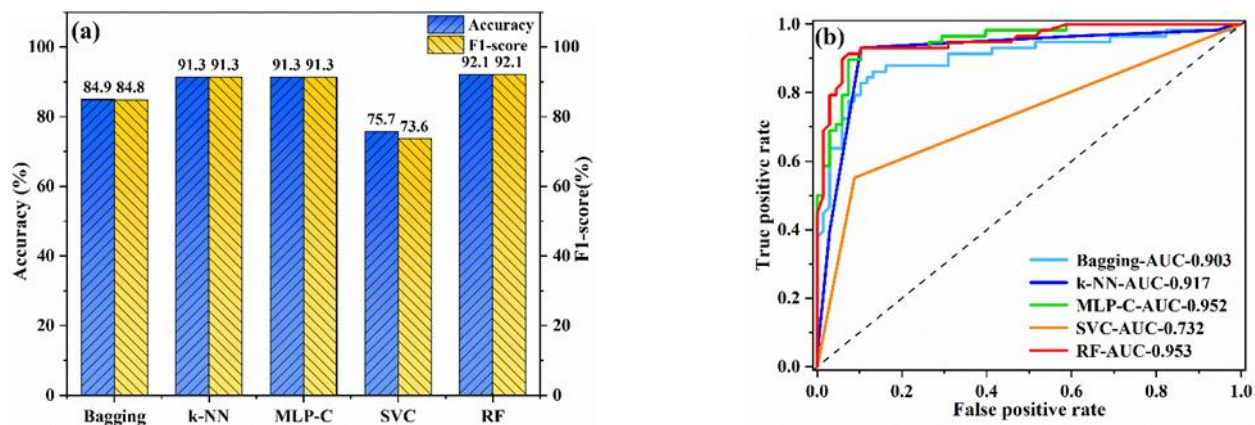 (a)
Accuracy
F1-score
100
80
60
40
20
0
Accuracy (%)
84.9 84.8
91.3 91.3
91.3 91.3
75.7 73.6
92.1 92.1
Bagging k-NN MLP-C SVC RF
100
80
60
40
20
0
F1-score(%)
(b)
1.0
0.8
0.6
0.4
0.2
0.0
True positive rate
Bagging-AUC-0.903
k-NN-AUC-0.917
MLP-C-AUC-0.952
SVC-AUC-0.732
RF-AUC-0.953
0.0 0.2 0.4 0.6 0.8 1.0
False positive rate